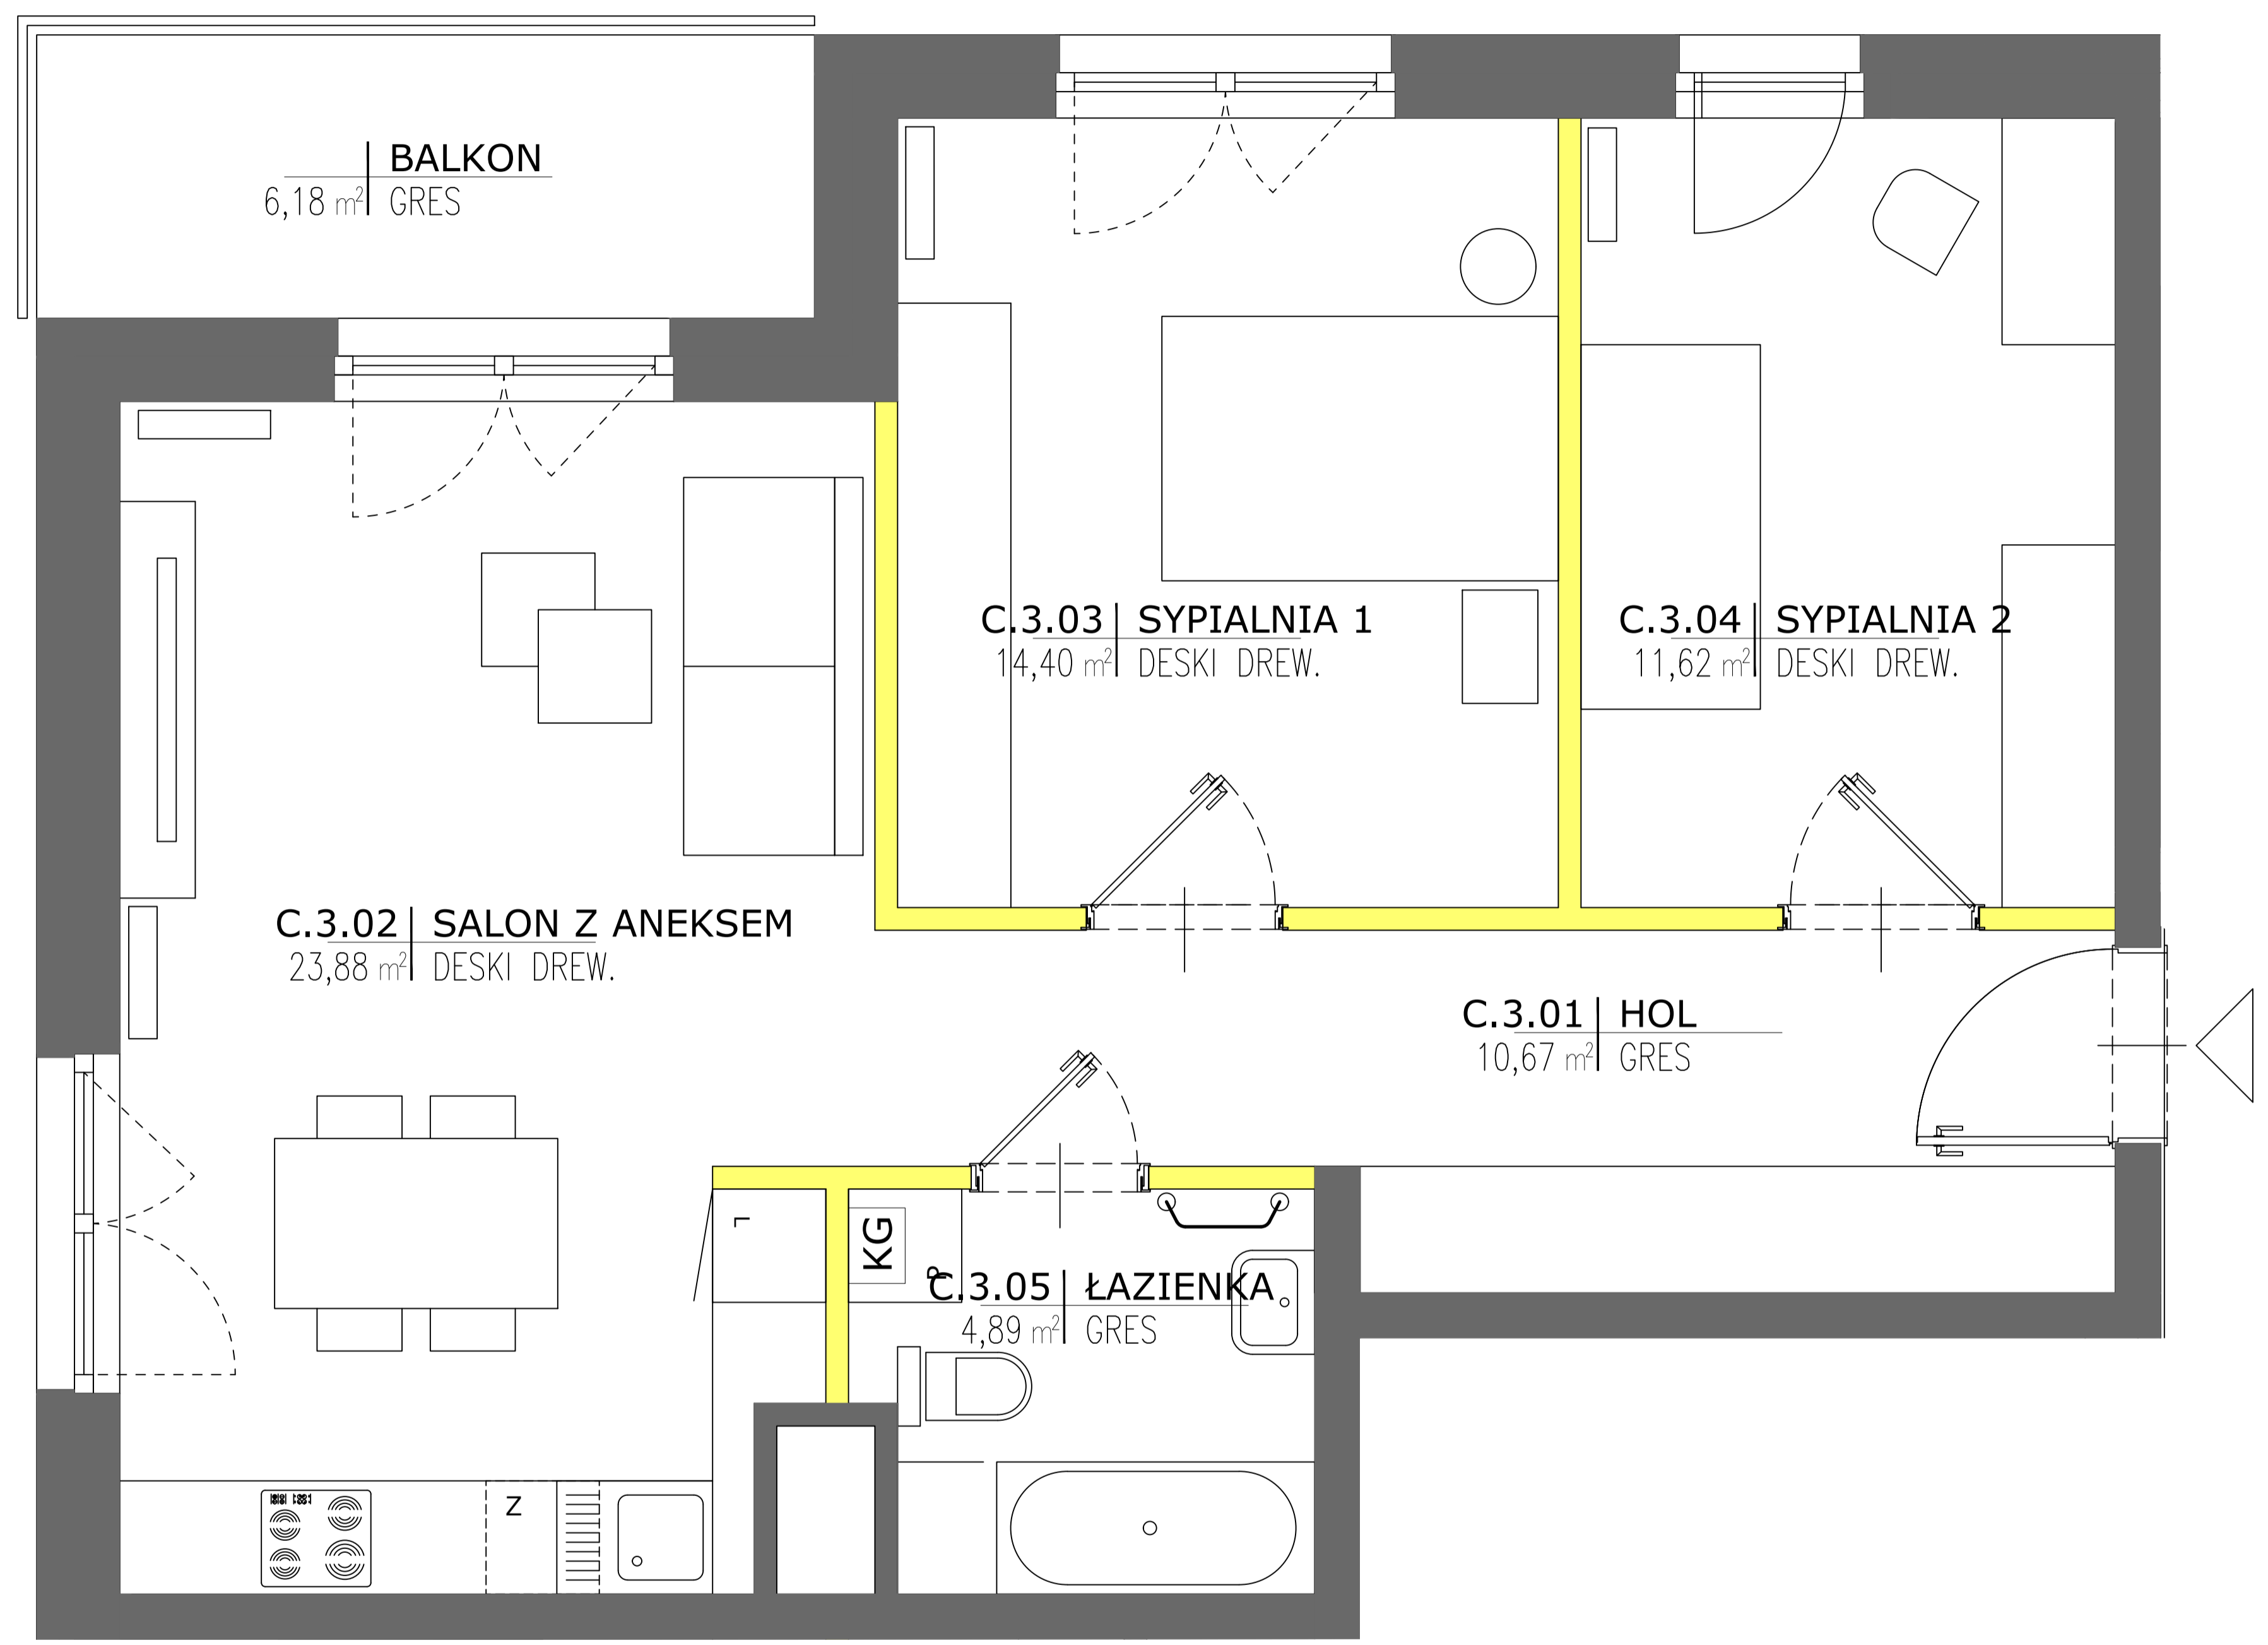 BALKON
6,18 m² GRES
C.3.03 SYPIALNIA 1
14,40 m² DESKI DREW.
C.3.04 SYPIALNIA 2
11,62 m² DESKI DREW.
C.3.02 SALON Z ANEKSEM
23,88 m² DESKI DREW.
C.3.01 HOL
10,67 m² GRES
L
KG
P
C.3.05 ŁAZIENKA
4,89 m² GRES
Z